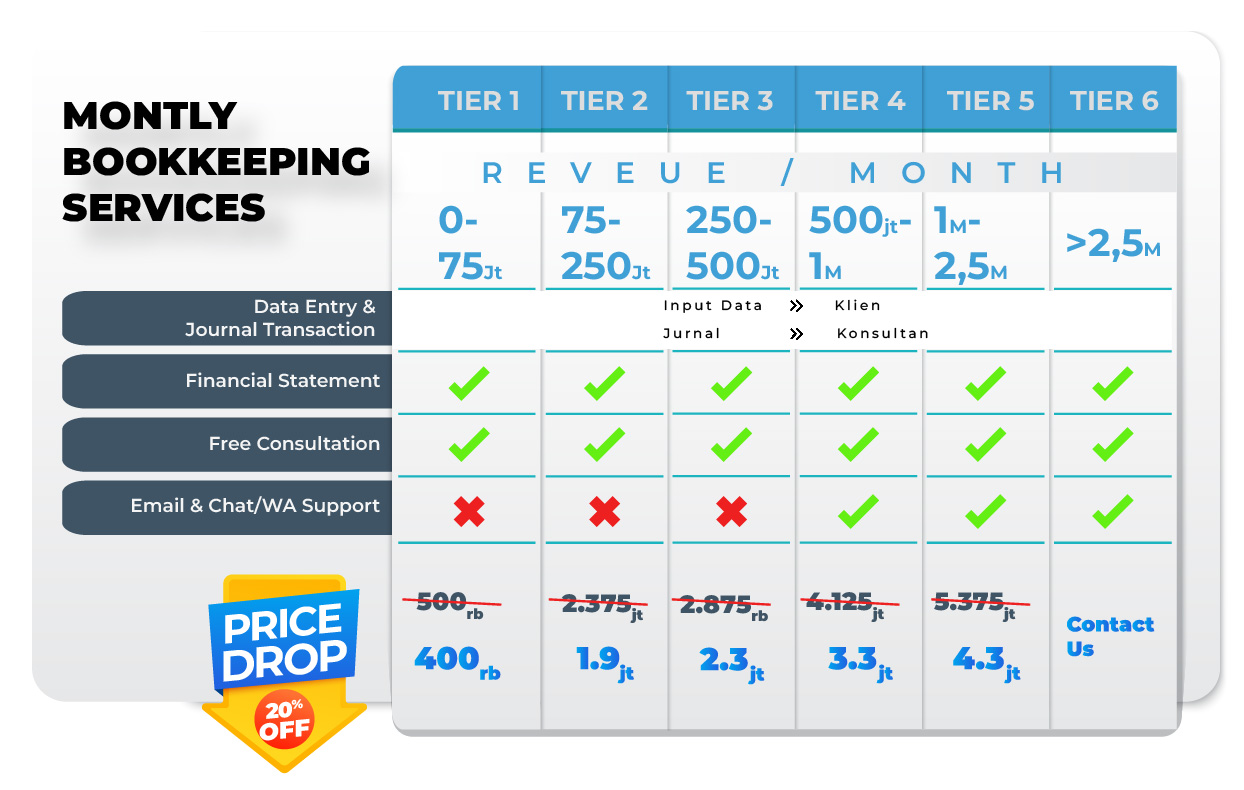 MONTLY
BOOKKEEPING
SERVICES
TIER 1 TIER 2 TIER 3 TIER 4 TIER 5 TIER 6
REVEUE / MONTH
0- 75- 250- 500jt- 1M- >2,5M
75Jt 250Jt 500Jt 1M 2,5M
Data Entry &
Journal Transaction
Input Data » Klien
Jurnal » Konsultan
Financial Statement
Free Consultation
Email & Chat/WA Support
500rb 2.375jt 2.875rb 4.125jt 5.375jt
400rb 1.9jt 2.3jt 3.3jt 4.3jt
Contact
Us
PRICE
DROP
20%
OFF